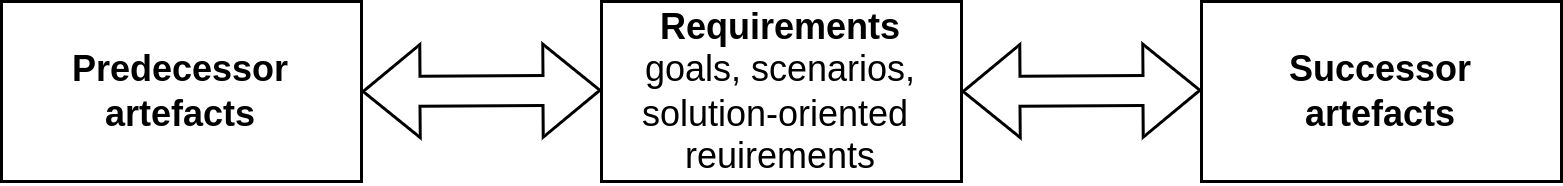 Predecessor
artefacts
Requirements
goals, scenarios,
solution-oriented
reuirements
Successor
artefacts